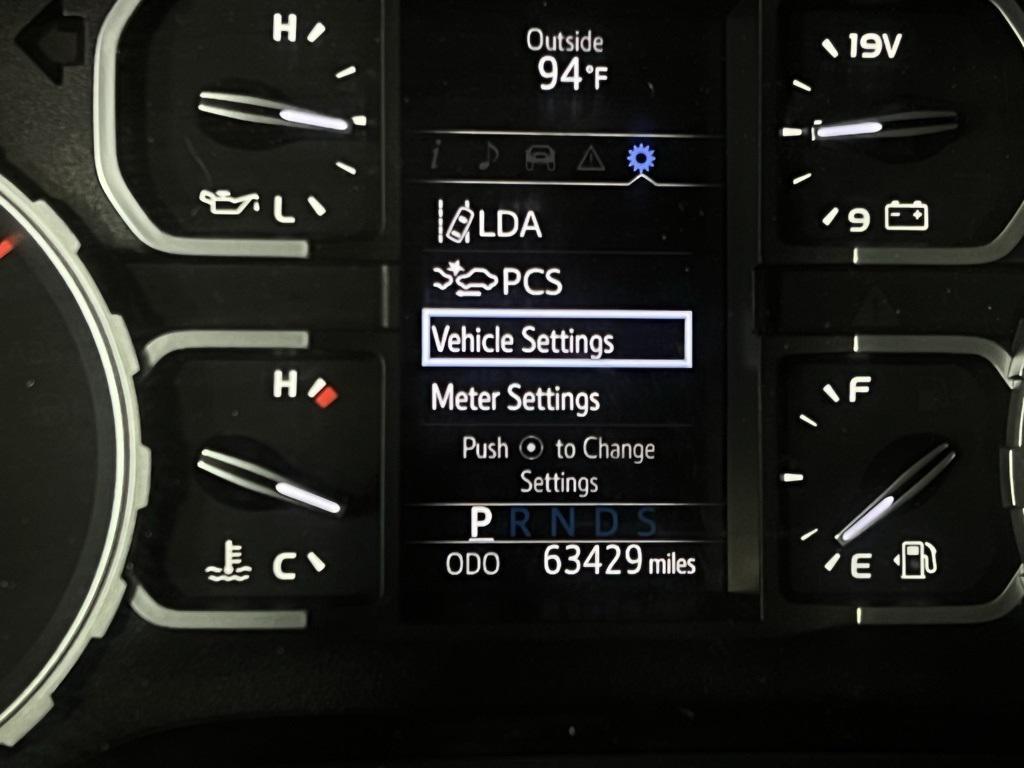 H
19V
L
9
Outside
94°F
i
LDA
PCS
Vehicle Settings
Meter Settings
Push to Change
Settings
P R N D S
ODO 63429 miles
H
C
F
E